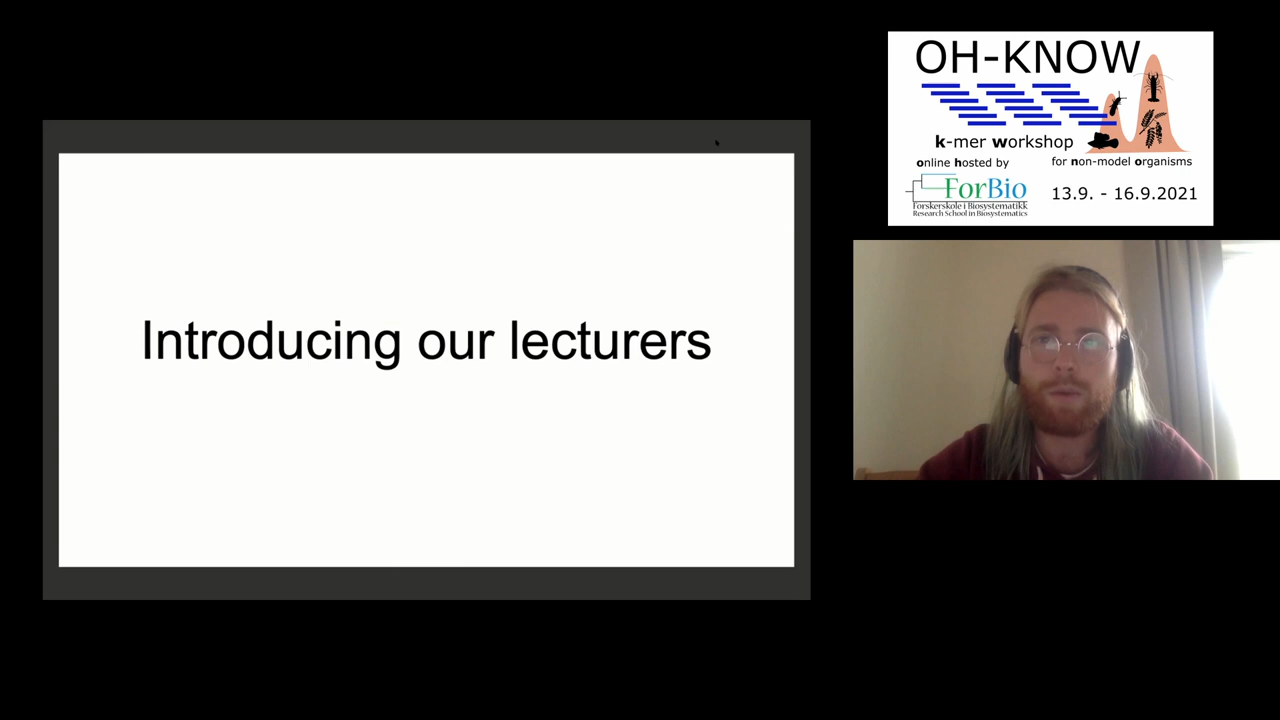 OH-KNOW
k-mer workshop
online hosted by
for non-model organisms
ForBio
Forskerskole i Biosystematikk
Research School in Biosystematics
13.9. - 16.9.2021
Introducing our lecturers